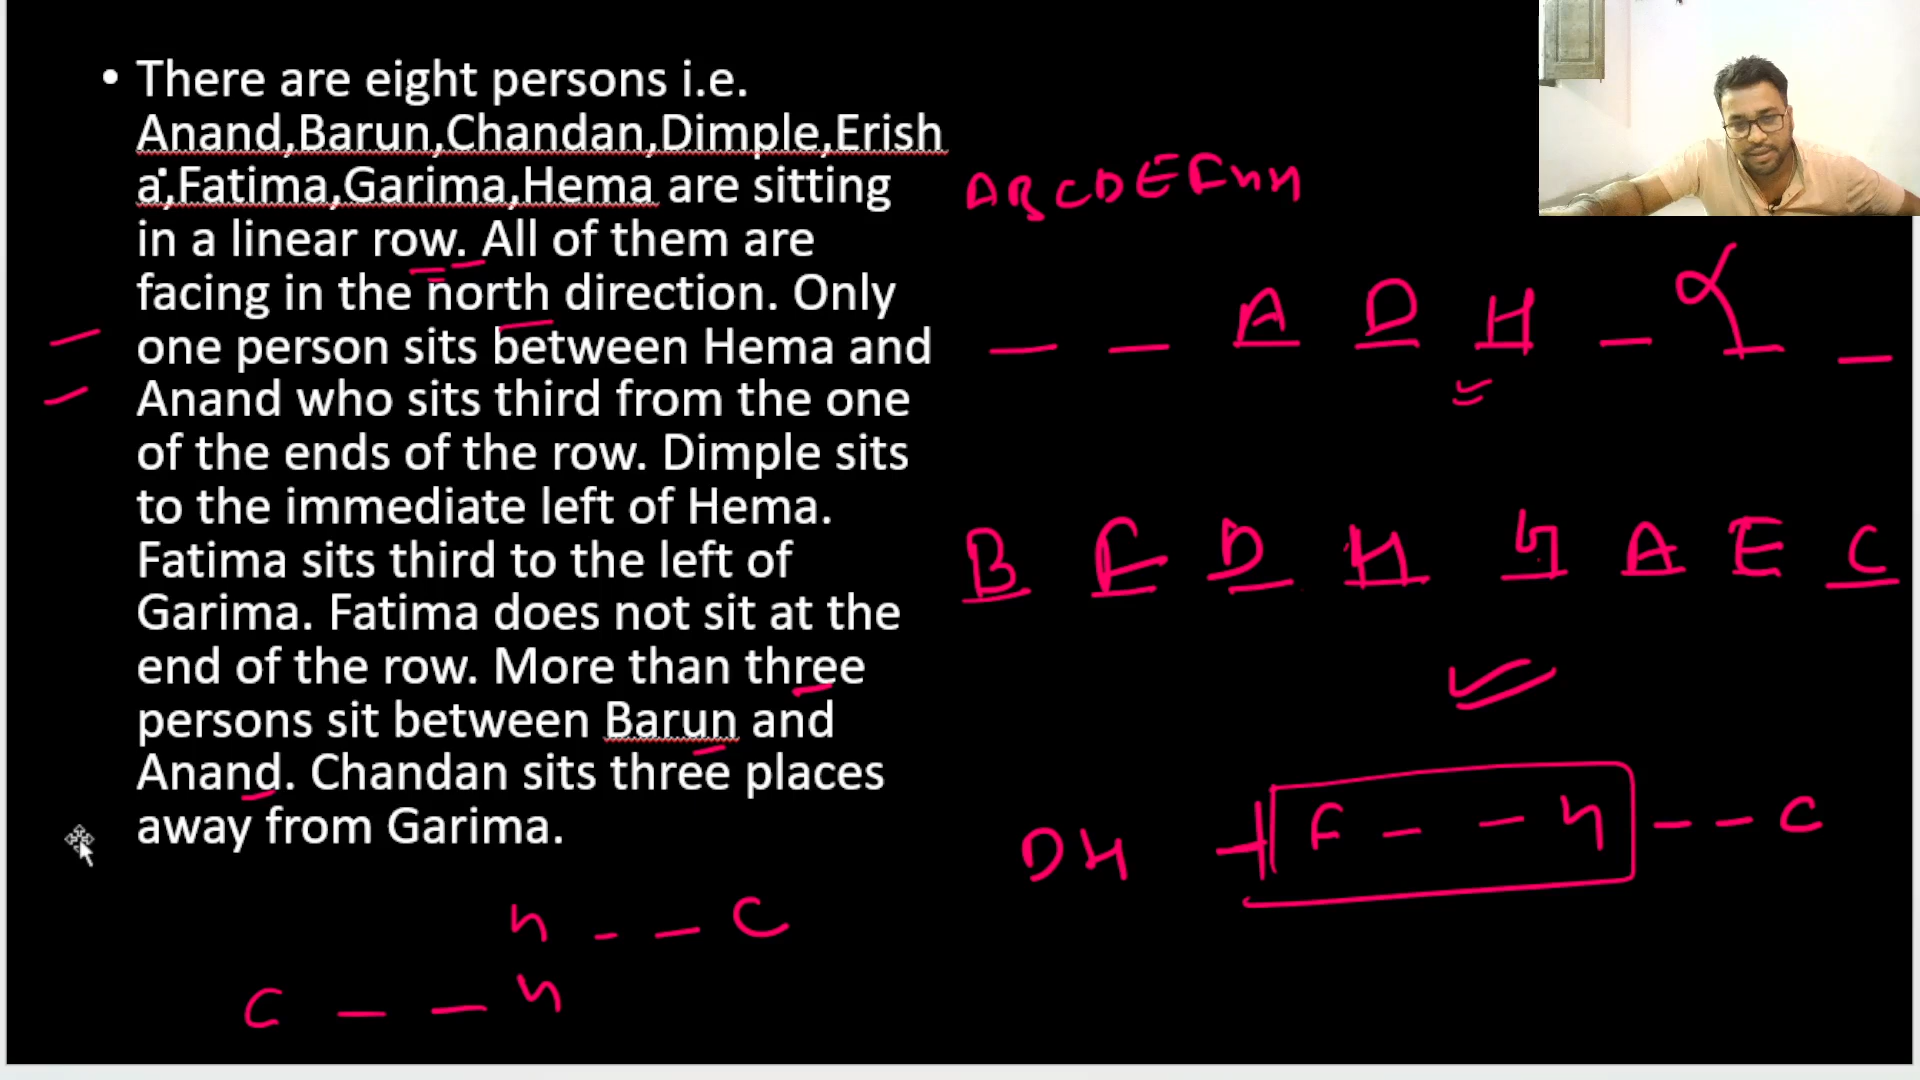 • There are eight persons i.e.
Anand,Barun,Chandan,Dimple,Erish
a,Fatima,Garima,Hema are sitting
in a linear row. All of them are
facing in the north direction. Only
one person sits between Hema and
Anand who sits third from the one
of the ends of the row. Dimple sits
to the immediate left of Hema.
Fatima sits third to the left of
Garima. Fatima does not sit at the
end of the row. More than three
persons sit between Barun and
Anand. Chandan sits three places
away from Garima.
A D H
B F D H G A E C
DH F - - G - - C
G - - C
C - - G